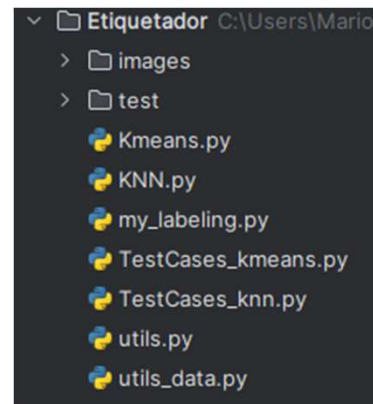 Etiquetador C:\Users\Mario
images
test
Kmeans.py
KNN.py
my_labeling.py
TestCases_kmeans.py
TestCases_knn.py
utils.py
utils_data.py